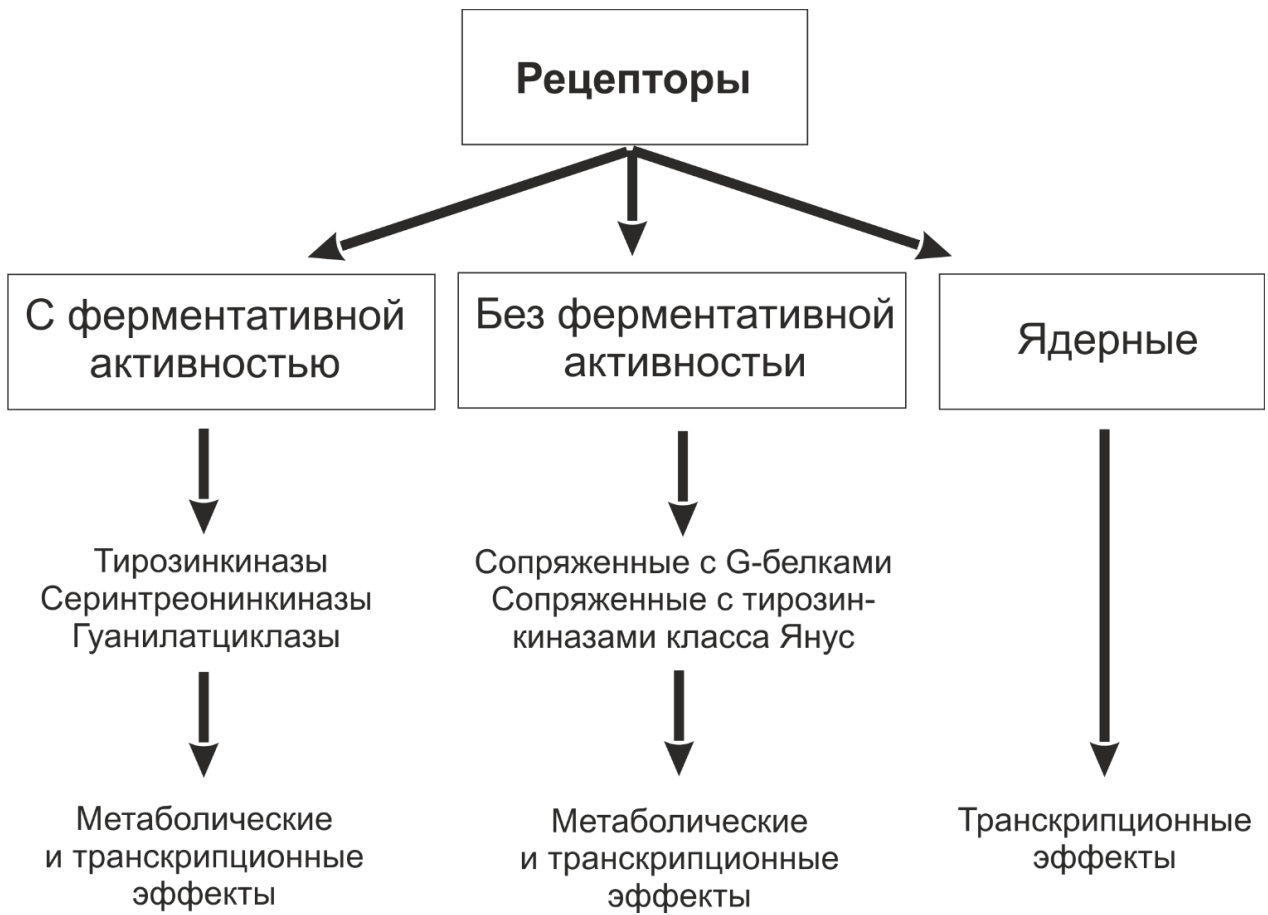 Рецепторы
С ферментативной
активностью
Без ферментативной
активностьи
Ядерные
Тирозинкиназы
Серинтреонинкиназы
Гуанилатциклазы
Сопряженные с G-белками
Сопряженные с тирозин-
киназами класса Янус
Метаболические
и транскрипционные
эффекты
Метаболические
и транскрипционные
эффекты
Транскрипционные
эффекты